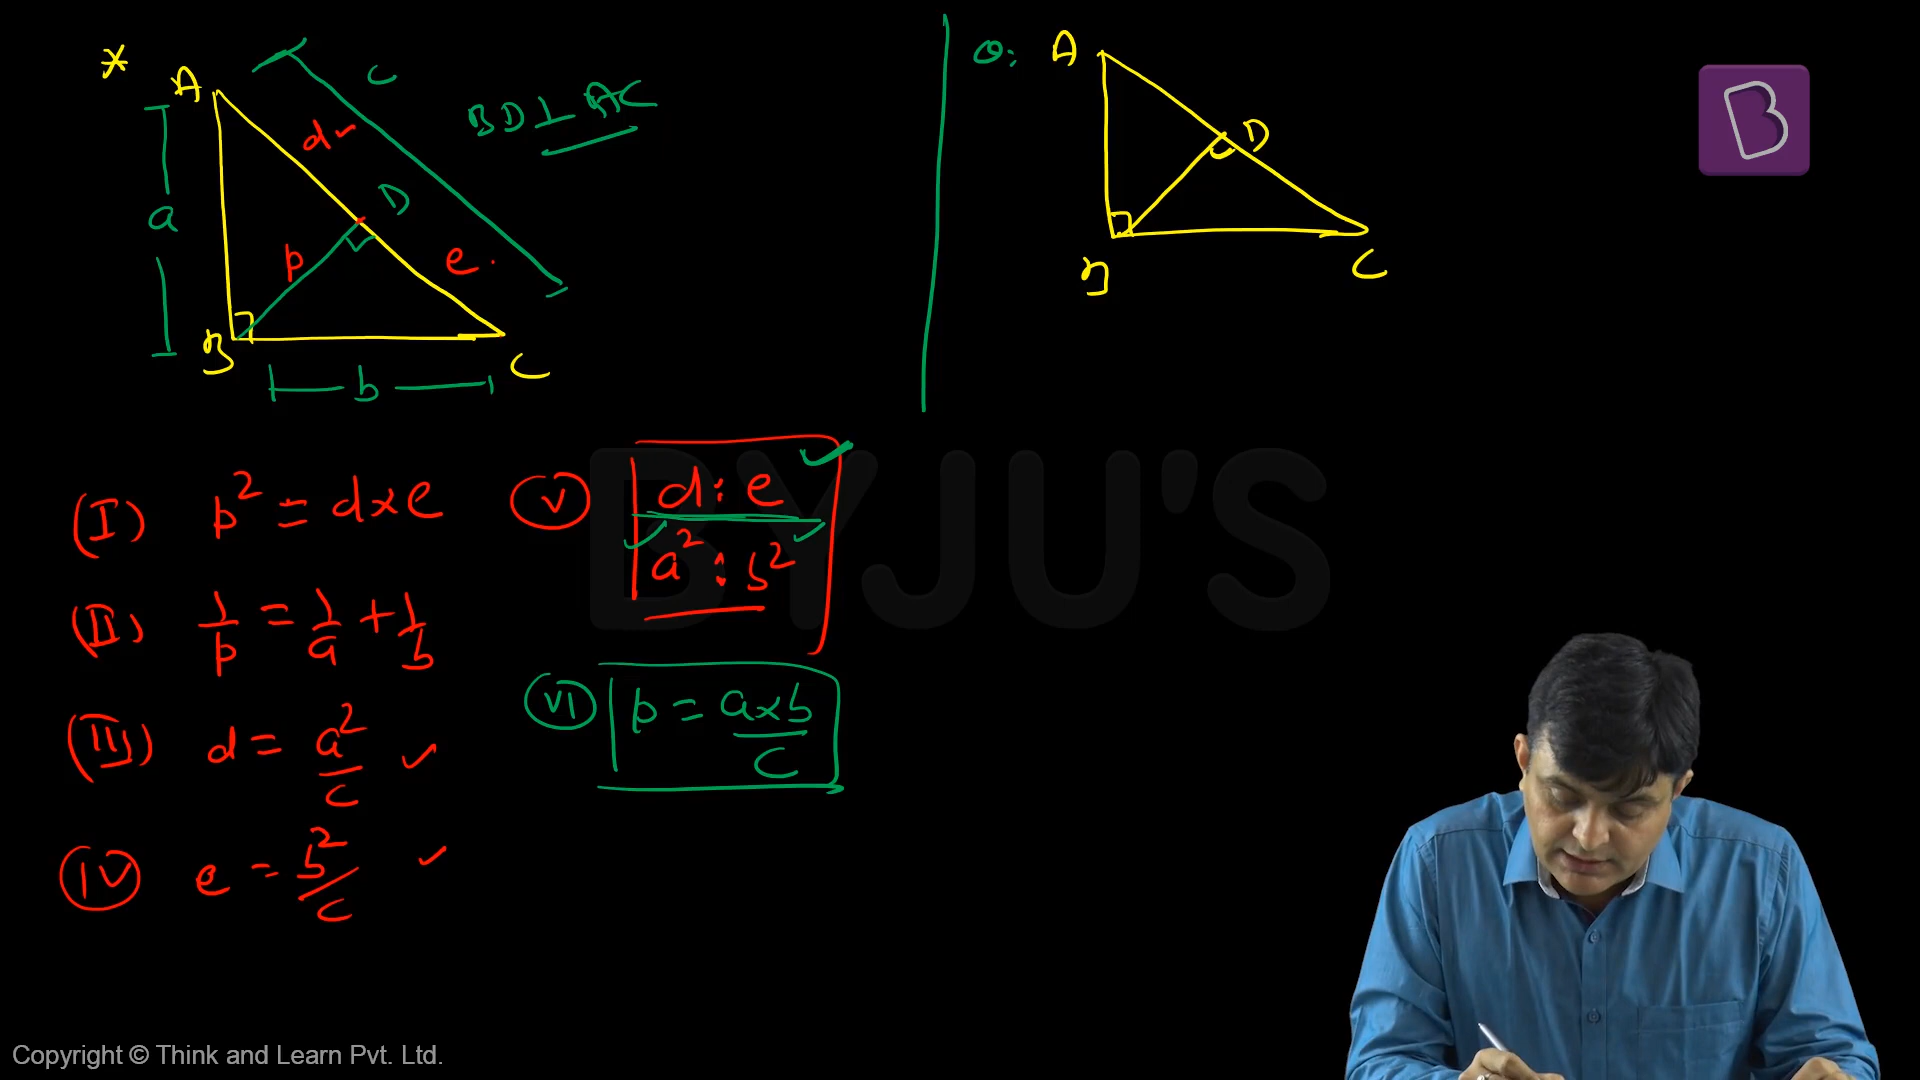 *
A
c
BD⊥AC
d
a
D
p
e.
B
C
b
Q:
A
D
B
C
B
(I) p² = d×e
(II) 1/p = 1/a + 1/b
(III) d = a²/c ✓
(IV) e = b²/c ✓
(V) d : e
a² : b²
(VI) p = a×b/c
BYJU'S
Copyright © Think and Learn Pvt. Ltd.